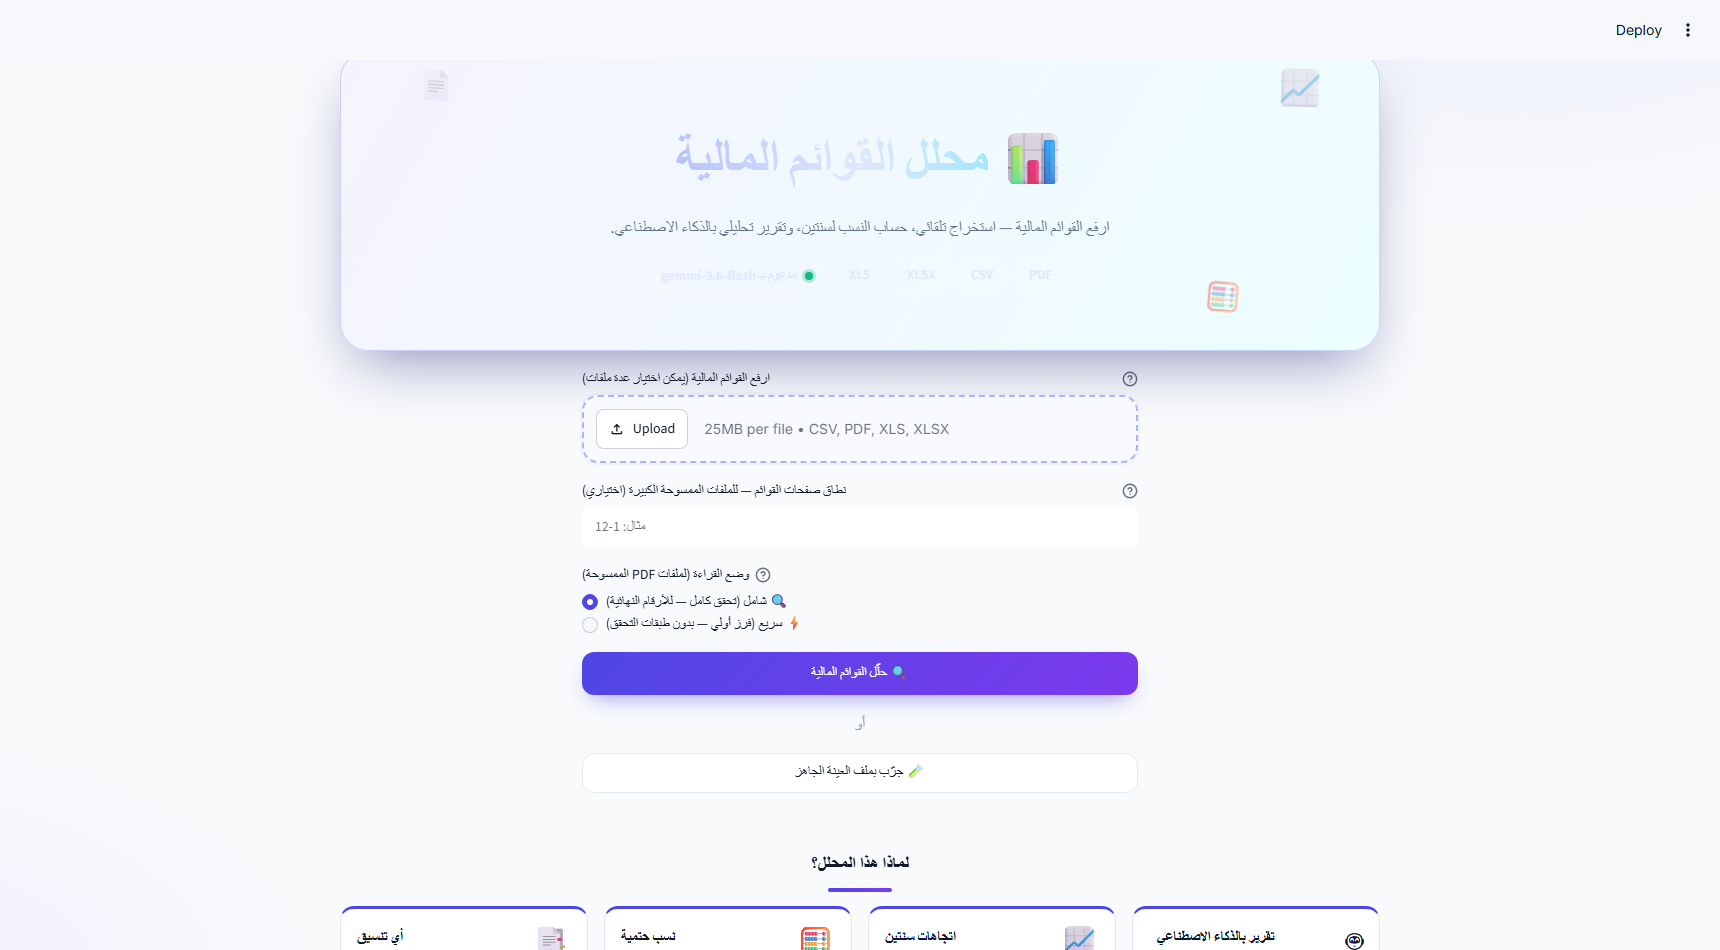 Deploy
محلل القوائم المالية
ارفع القوائم المالية — استخراج تلقائي، حساب النسب لسنتين، وتقرير تحليلي بالذكاء الاصطناعي.
PDF CSV XLSX XLS مدعوم بـ gemini-3.6-flash
ارفع القوائم المالية (يمكن اختيار عدة ملفات)
Upload 25MB per file • CSV, PDF, XLS, XLSX
نطاق صفحات القوائم — للملفات الممسوحة الكبيرة (اختياري)
مثال: 1-12
وضع القراءة (لملفات PDF الممسوحة)
شامل (تحقق كامل — للأرقام النهائية)
سريع (فرز أولي — بدون طبقات التحقق)
حلّل القوائم المالية
أو
جرّب بملف العينة الجاهز
لماذا هذا المحلل؟
تقرير بالذكاء الاصطناعي
اتجاهات سنتين
نسب حتمية
أي تنسيق